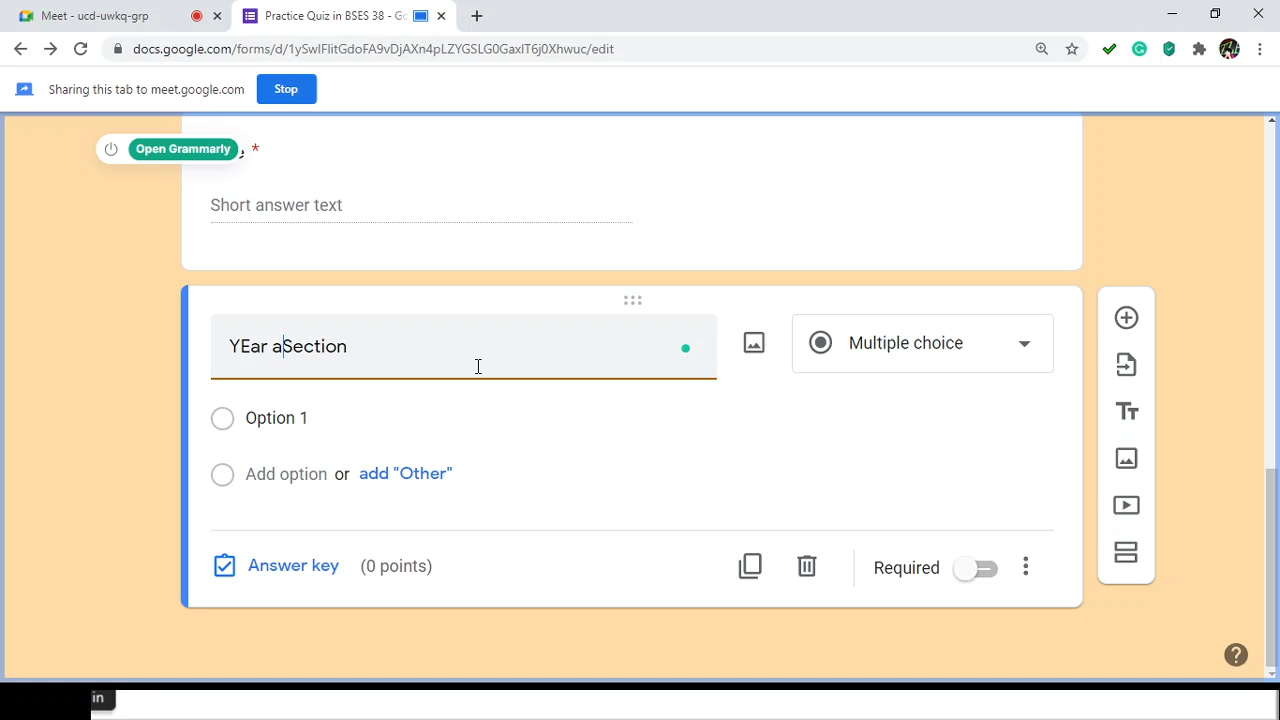 Meet - ucd-uwkq-grp
Practice Quiz in BSES 38 - Go
docs.google.com/forms/d/1ySwIFlitGdoFA9vDjAXn4pLZYGSLG0GaxlT6j0Xhwuc/edit
Sharing this tab to meet.google.com Stop
Open Grammarly *
Short answer text
YEar aSection
Multiple choice
Option 1
Add option or add "Other"
Answer key (0 points)
Required
in